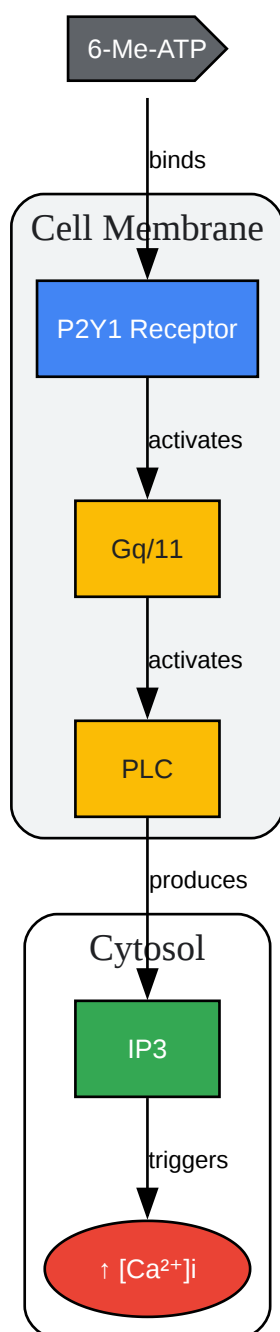 6-Me-ATP
binds
Cell Membrane
P2Y1 Receptor
activates
Gq/11
activates
PLC
produces
Cytosol
IP3
triggers
↑ [Ca²⁺]i